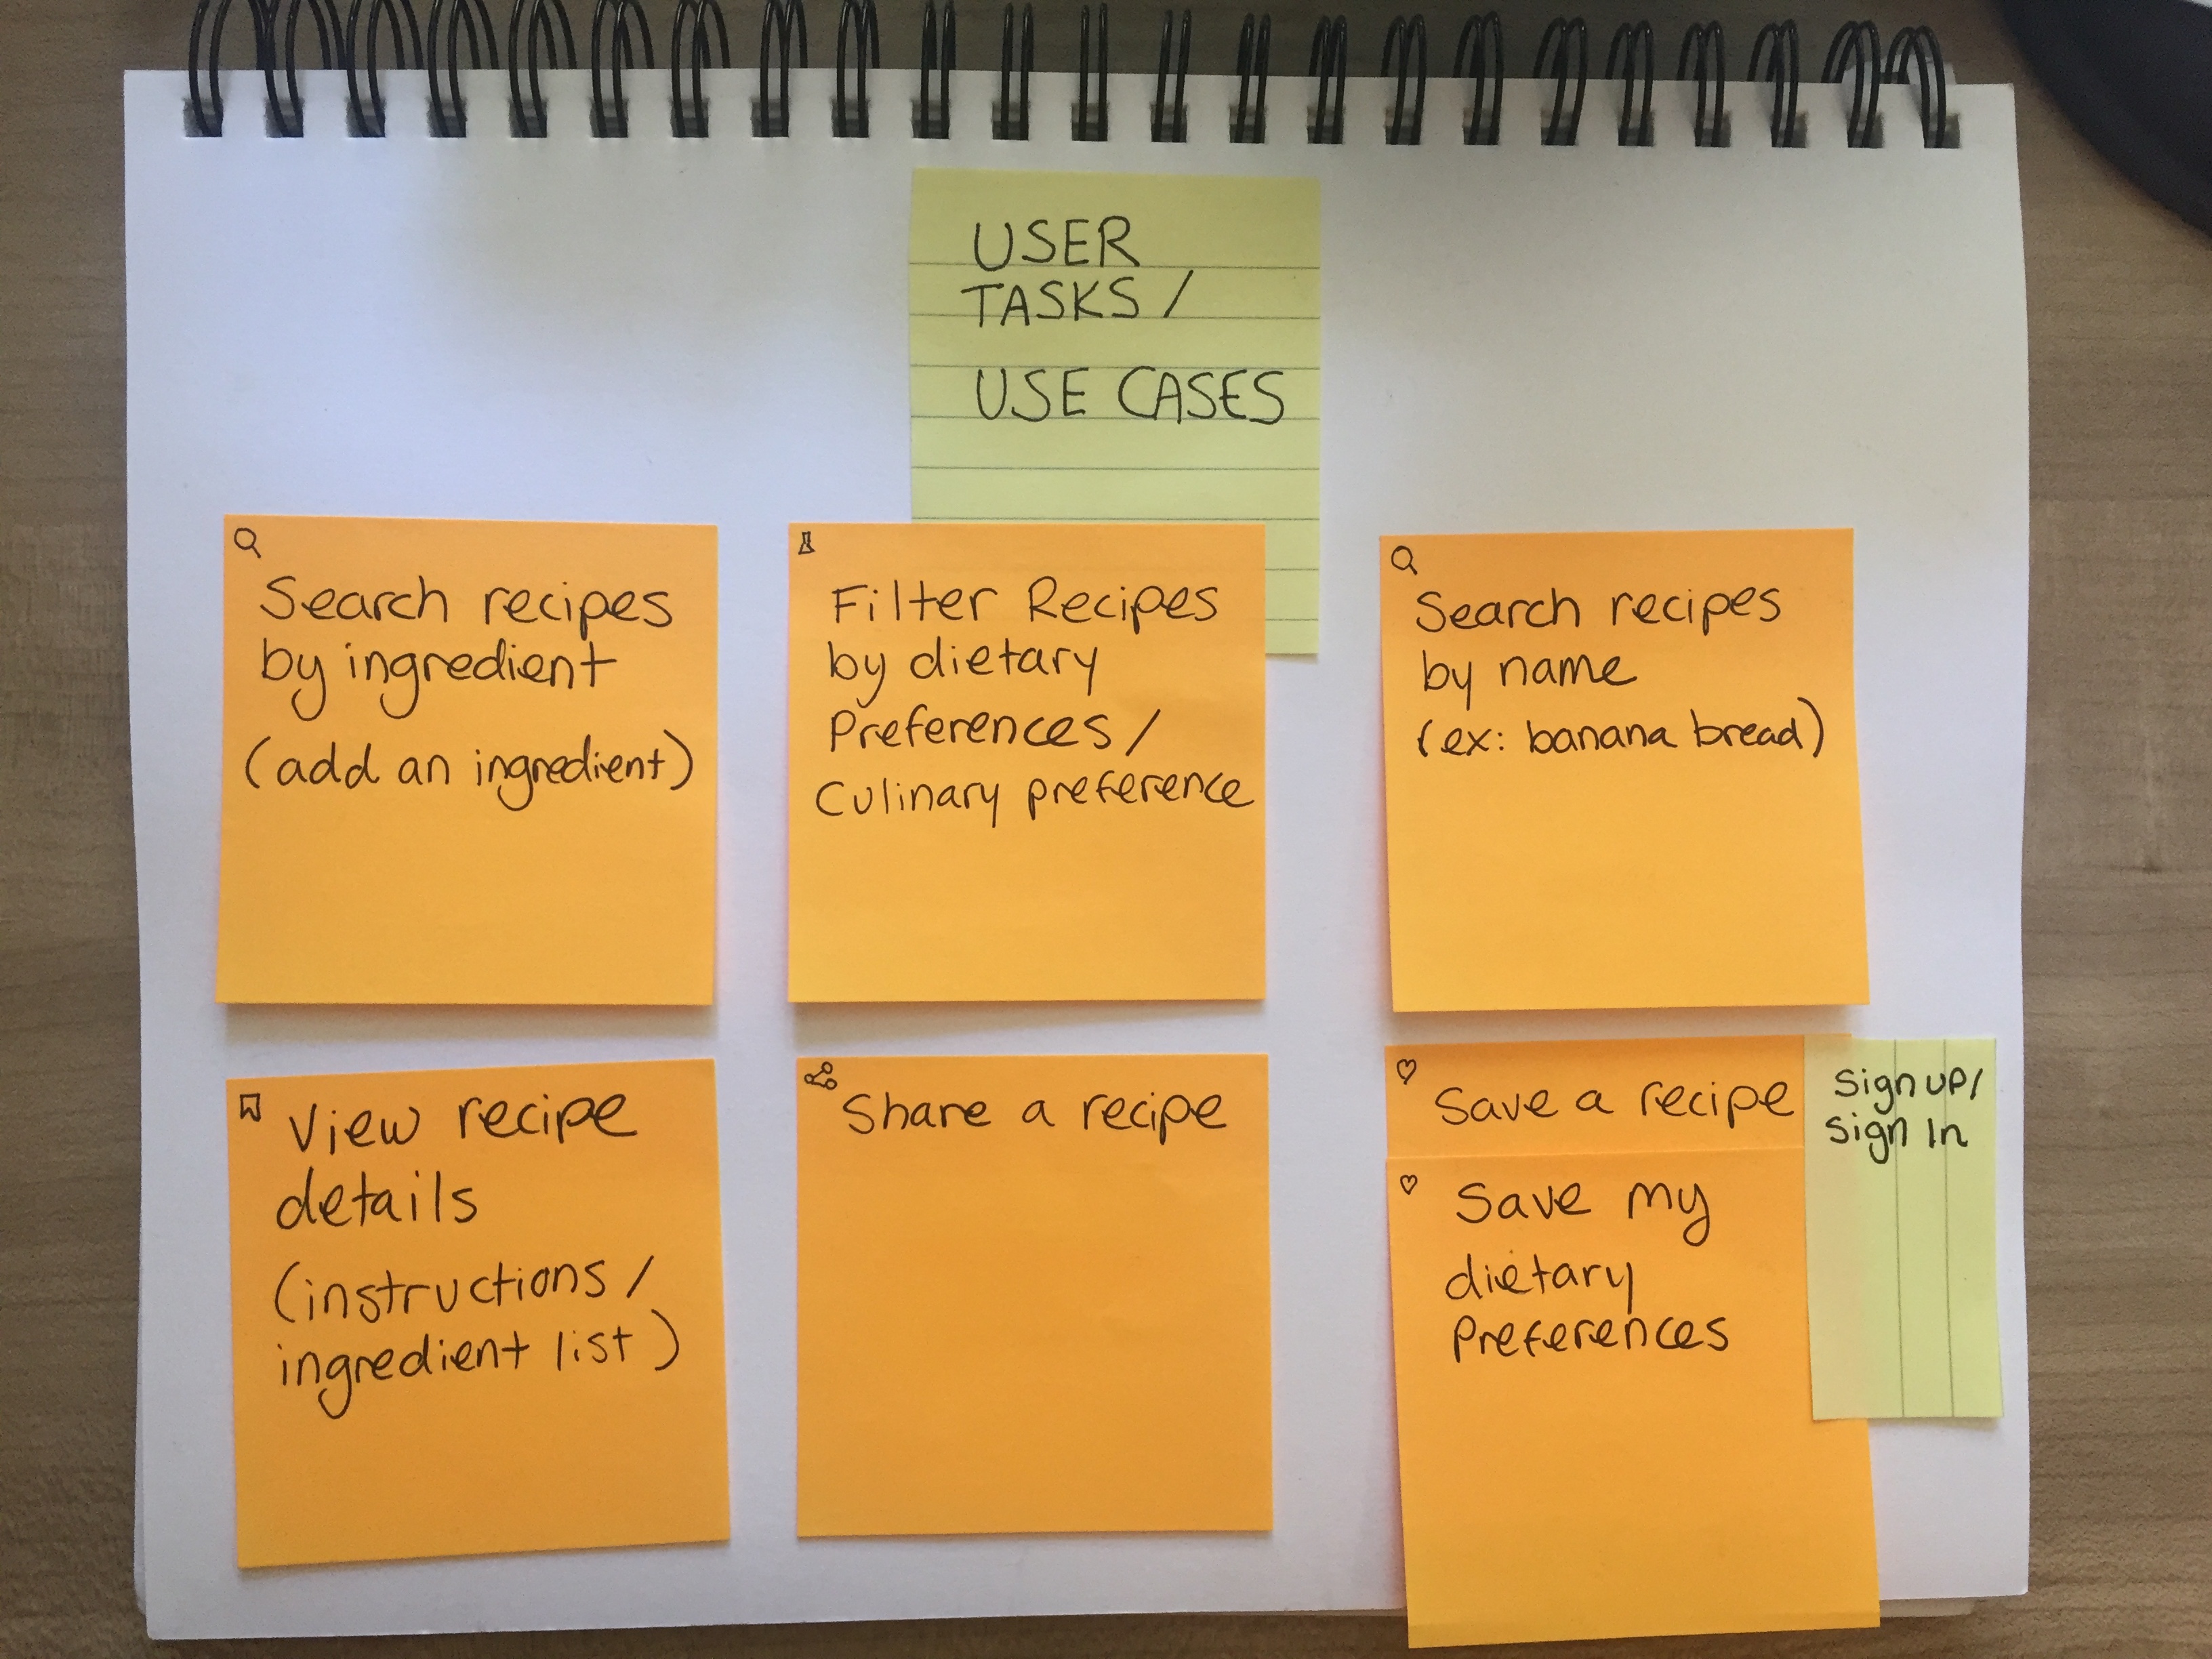 USER
TASKS /
USE CASES
Search recipes
by ingredient
(add an ingredient)
Filter Recipes
by dietary
Preferences /
Culinary preference
Search recipes
by name
(ex: banana bread)
View recipe
details
(instructions /
ingredient list)
Share a recipe
Save a recipe
Save my
dietary
Preferences
Sign up/
Sign In